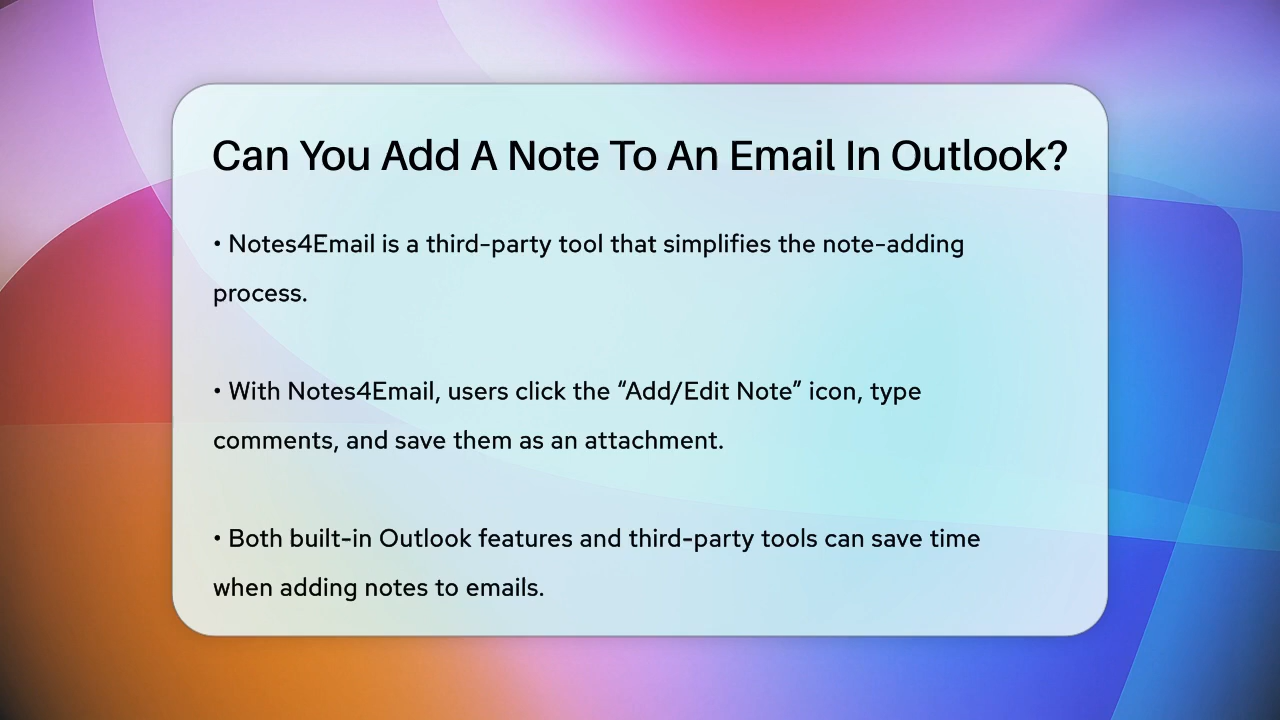 Can You Add A Note To An Email In Outlook?
• Notes4Email is a third-party tool that simplifies the note-adding
process.
• With Notes4Email, users click the “Add/Edit Note” icon, type
comments, and save them as an attachment.
• Both built-in Outlook features and third-party tools can save time
when adding notes to emails.